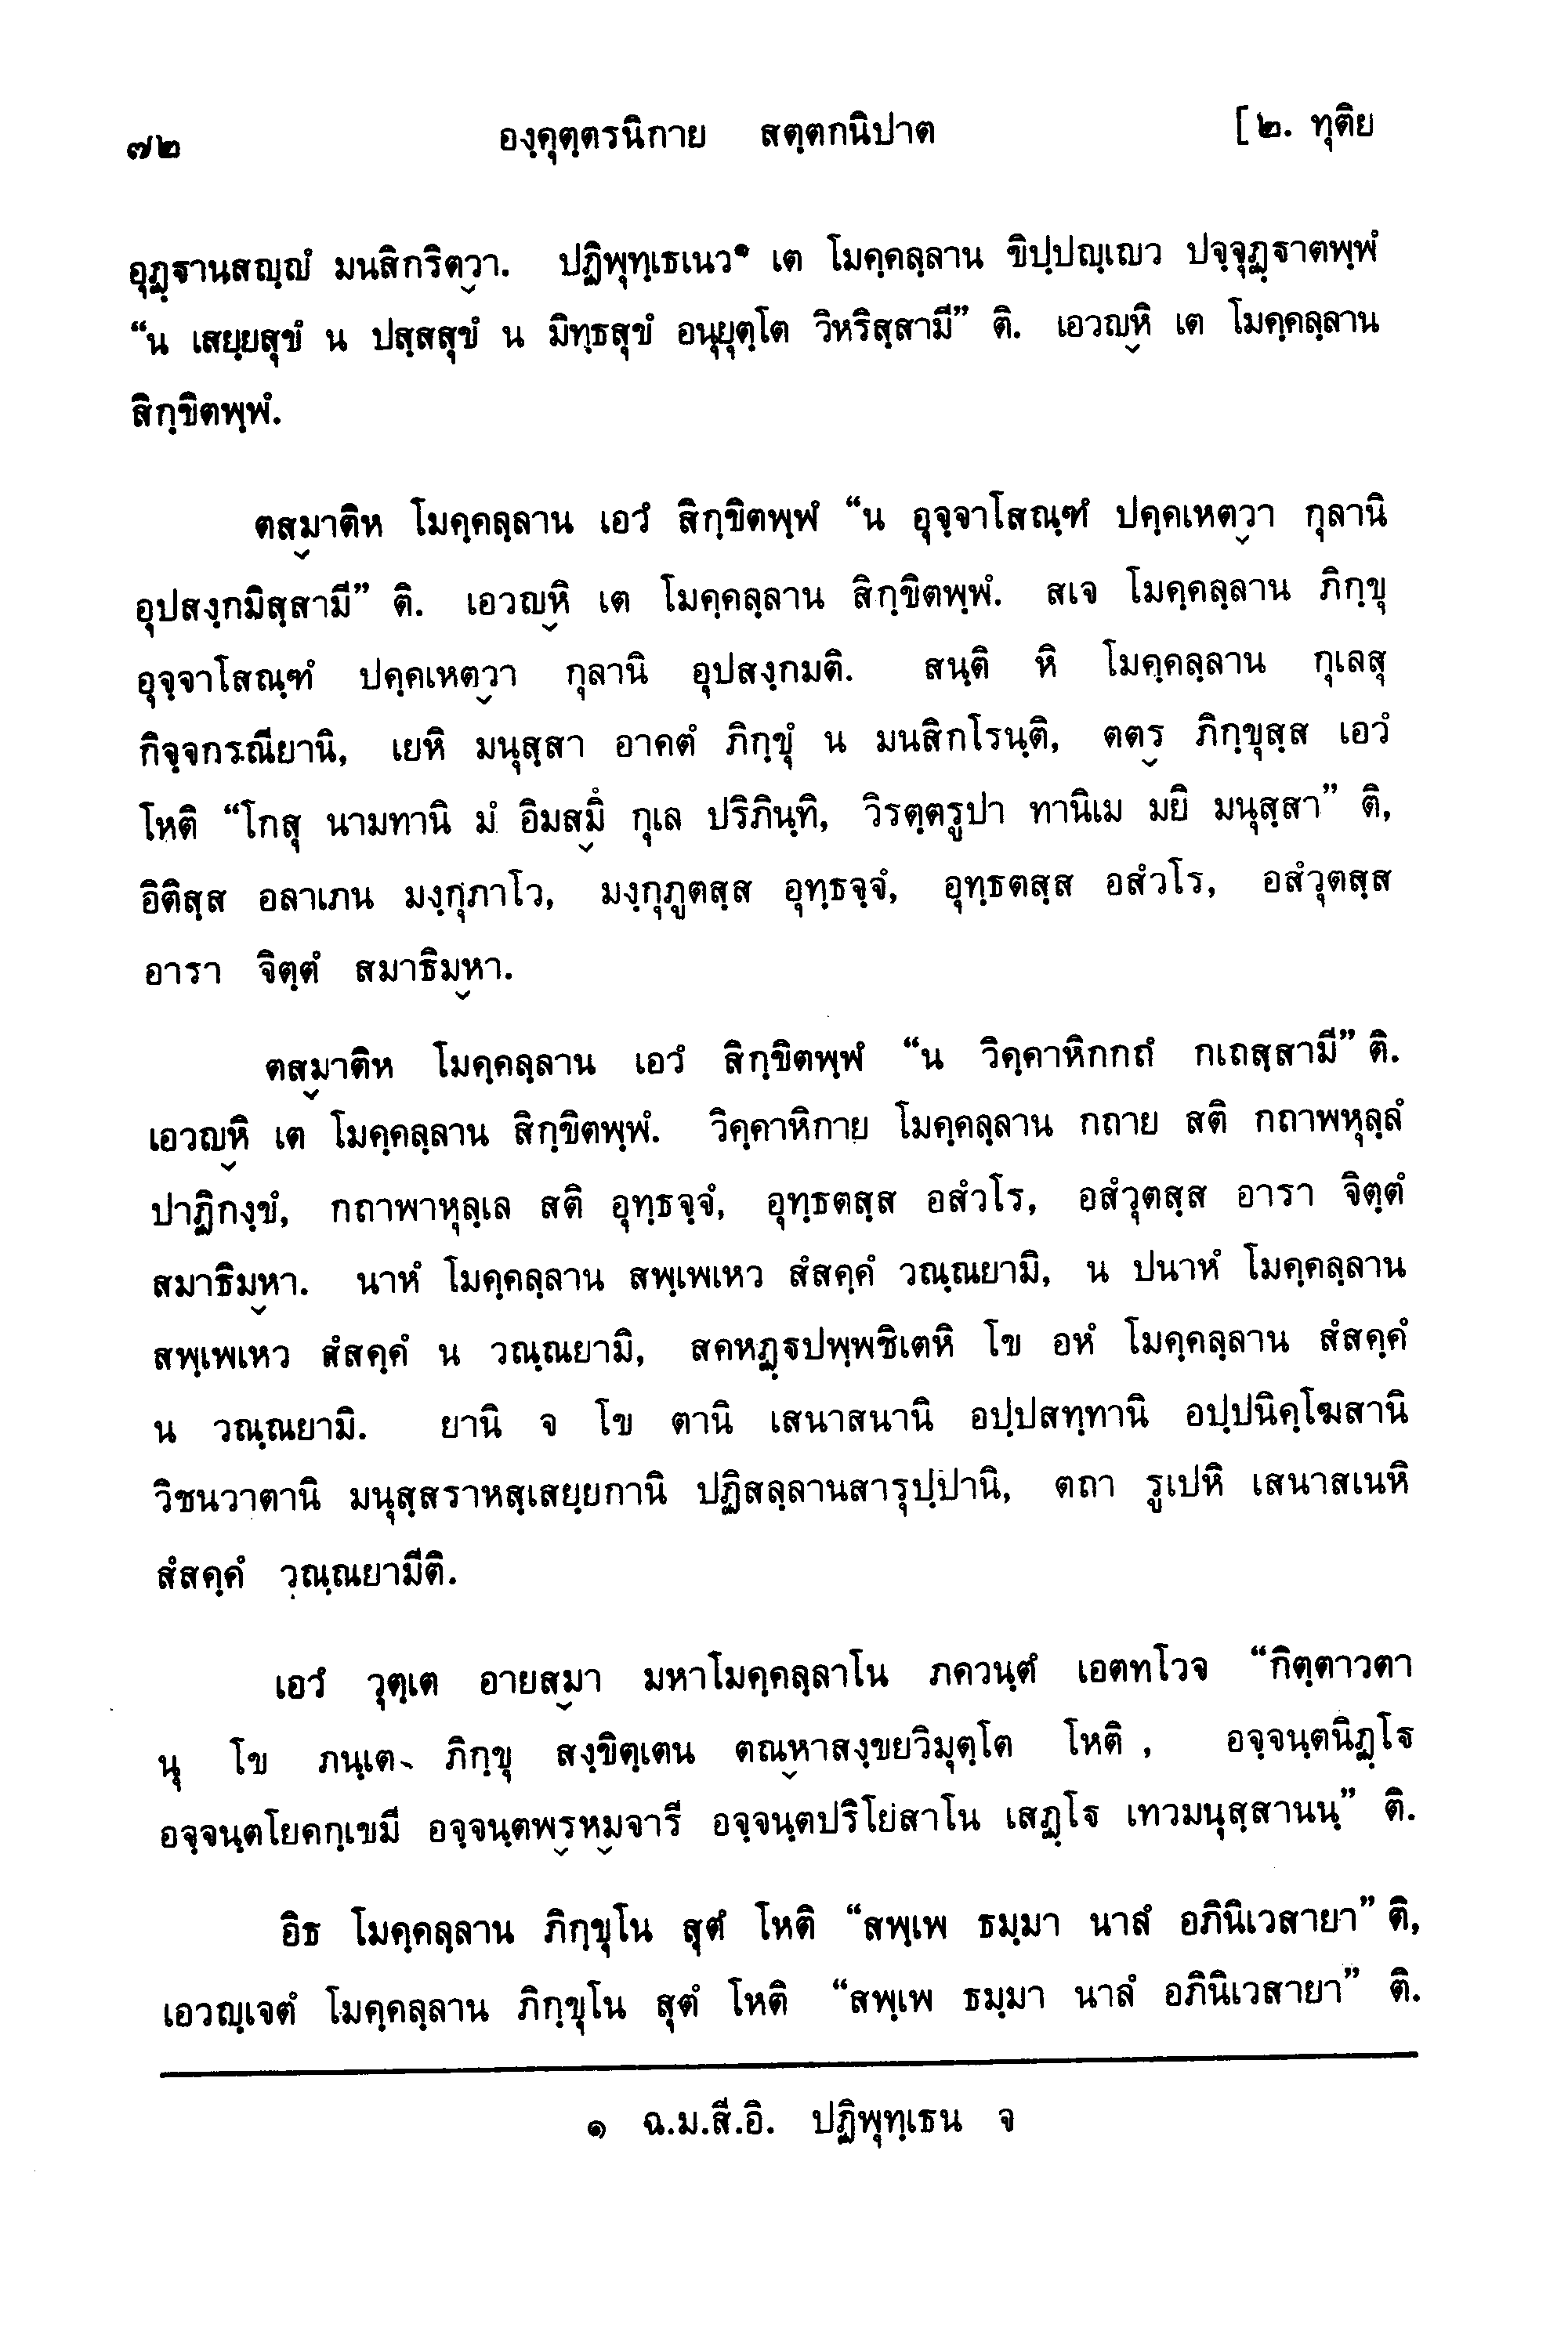 ๗๒ องฺคุตฺตรนิกาย สตฺตกนิปาต [ ๒. ทุติย
อุฏฺฐานสญฺญํ มนสิกริตฺวา. ปฏิพุทฺเธเนว๑ เต โมคฺคลฺลาน ขิปฺปญฺเญว ปจฺจุฏฺฐาตพฺพํ
“น เสยฺยสุขํ น ปสฺสสุขํ น มิทฺธสุขํ อนุยุตฺโต วิหริสฺสามี” ติ. เอวญฺหิ เต โมคฺคลฺลาน
สิกฺขิตพฺพํ.
ตสฺมาติห โมคฺคลฺลาน เอวํ สิกฺขิตพฺพํ “น อุจฺจาโสณฺฑํ ปคฺคเหตฺวา กุลานิ
อุปสงฺกมิสฺสามี” ติ. เอวญฺหิ เต โมคฺคลฺลาน สิกฺขิตพฺพํ. สเจ โมคฺคลฺลาน ภิกฺขุ
อุจฺจาโสณฺฑํ ปคฺคเหตฺวา กุลานิ อุปสงฺกมติ. สนฺติ หิ โมคฺคลฺลาน กุเลสุ
กิจฺจกรณียานิ, เยหิ มนุสฺสา อาคตํ ภิกฺขุํ น มนสิกโรนฺติ, ตตฺร ภิกฺขุสฺส เอวํ
โหติ “โกสุ นามทานิ มํ อิมสฺมิํ กุเล ปริภินฺทิ, วิรตฺตรูปา ทานิเม มยิ มนุสฺสา” ติ,
อิติสฺส อลาเภน มงฺกุภาโว, มงฺกุภูตสฺส อุทฺธจฺจํ, อุทฺธตสฺส อสํวโร, อสํวุตสฺส
อารา จิตฺตํ สมาธิมฺหา.
ตสฺมาติห โมคฺคลฺลาน เอวํ สิกฺขิตพฺพํ “น วิคฺคาหิกกถํ กเถสฺสามี” ติ.
เอวญฺหิ เต โมคฺคลฺลาน สิกฺขิตพฺพํ. วิคฺคาหิกาย โมคฺคลฺลาน กถาย สติ กถาพหุลฺลํ
ปาฏิกงฺขํ, กถาพาหุลฺเล สติ อุทฺธจฺจํ, อุทฺธตสฺส อสํวโร, อสํวุตสฺส อารา จิตฺตํ
สมาธิมฺหา. นาหํ โมคฺคลฺลาน สพฺเพเหว สํสคฺคํ วณฺณยามิ, น ปนาหํ โมคฺคลฺลาน
สพฺเพเหว สํสคฺคํ น วณฺณยามิ, สคหฏฺฐปพฺพชิเตหิ โข อหํ โมคฺคลฺลาน สํสคฺคํ
น วณฺณยามิ. ยานิ จ โข ตานิ เสนาสนานิ อปฺปสทฺทานิ อปฺปนิคฺโฆสานิ
วิชนวาตานิ มนุสฺสราหสฺเสยฺยกานิ ปฏิสลฺลานสารุปฺปานิ, ตถา รูเปหิ เสนาสเนหิ
สํสคฺคํ วณฺณยามีติ.
เอวํ วุตฺเต อายสฺมา มหาโมคฺคลฺลาโน ภควนฺตํ เอตทโวจ “กิตฺตาวตา
นุ โข ภนฺเต ภิกฺขุ สงฺขิตฺเตน ตณฺหาสงฺขยวิมุตฺโต โหติ , อจฺจนฺตนิฏฺโฐ
อจฺจนฺตโยคกฺเขมี อจฺจนฺตพฺรหฺมจารี อจฺจนฺตปริโยสาโน เสฏฺโฐ เทวมนุสฺสานนฺ” ติ.
อิธ โมคฺคลฺลาน ภิกฺขุโน สุตํ โหติ “สพฺเพ ธมฺมา นาลํ อภินิเวสายา” ติ,
เอวญฺเจตํ โมคฺคลฺลาน ภิกฺขุโน สุตํ โหติ “สพฺเพ ธมฺมา นาลํ อภินิเวสายา” ติ.
๑ ฉ.ม.สี.อิ. ปฏิพุทฺเธน จ